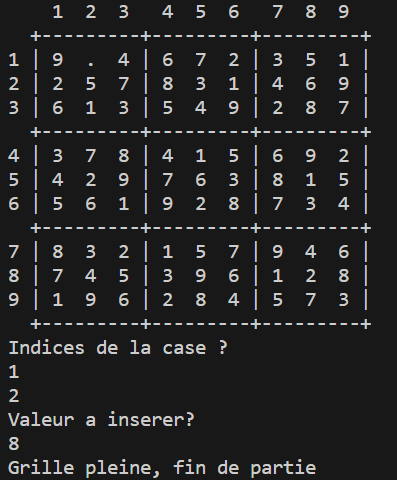 1  2  3   4  5  6   7  8  9
  +---------+---------+---------+
1 | 9  .  4 | 6  7  2 | 3  5  1 |
2 | 2  5  7 | 8  3  1 | 4  6  9 |
3 | 6  1  3 | 5  4  9 | 2  8  7 |
  +---------+---------+---------+
4 | 3  7  8 | 4  1  5 | 6  9  2 |
5 | 4  2  9 | 7  6  3 | 8  1  5 |
6 | 5  6  1 | 9  2  8 | 7  3  4 |
  +---------+---------+---------+
7 | 8  3  2 | 1  5  7 | 9  4  6 |
8 | 7  4  5 | 3  9  6 | 1  2  8 |
9 | 1  9  6 | 2  8  4 | 5  7  3 |
  +---------+---------+---------+
Indices de la case ?
1
2
Valeur a inserer?
8
Grille pleine, fin de partie